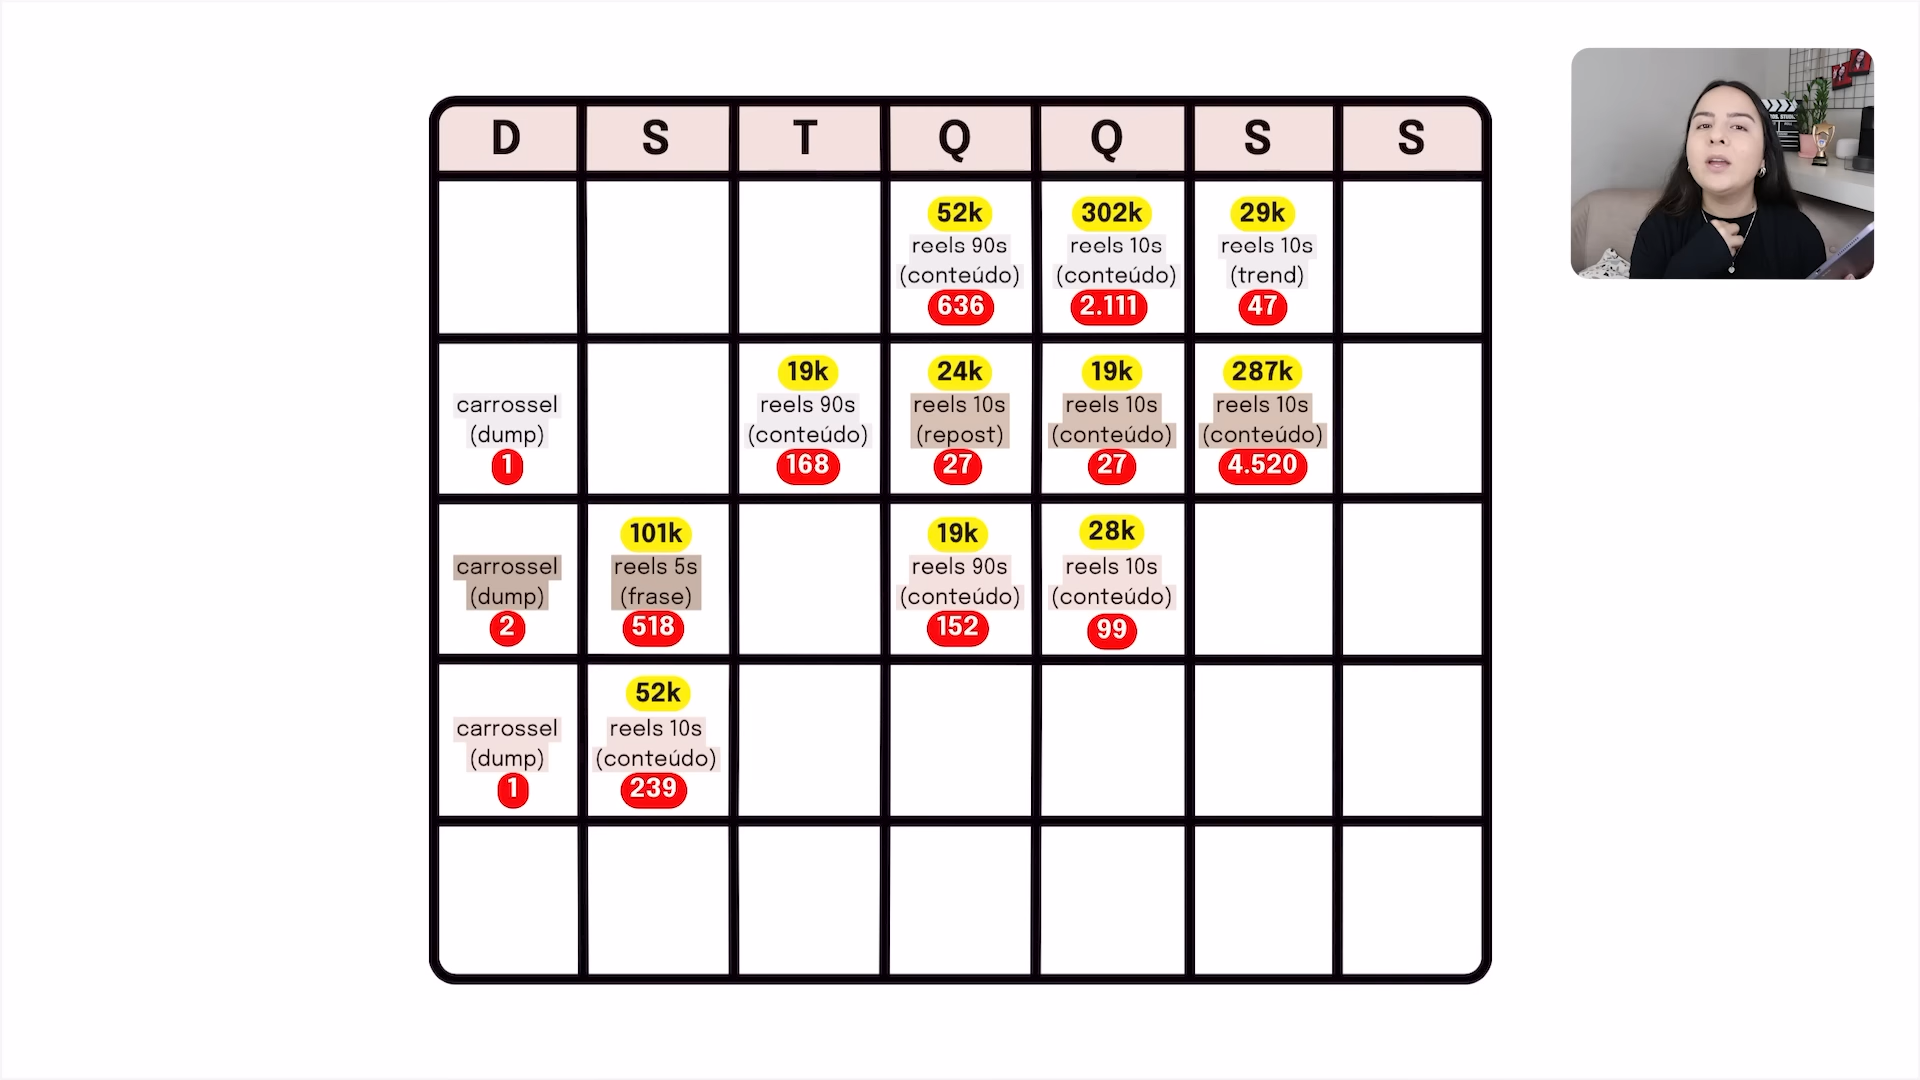 D S T Q Q S S
52k
reels 90s
(conteúdo)
636
302k
reels 10s
(conteúdo)
2.111
29k
reels 10s
(trend)
47
carrossel
(dump)
1
19k
reels 90s
(conteúdo)
168
24k
reels 10s
(repost)
27
19k
reels 10s
(conteúdo)
27
287k
reels 10s
(conteúdo)
4.520
carrossel
(dump)
2
101k
reels 5s
(frase)
518
19k
reels 90s
(conteúdo)
152
28k
reels 10s
(conteúdo)
99
carrossel
(dump)
1
52k
reels 10s
(conteúdo)
239